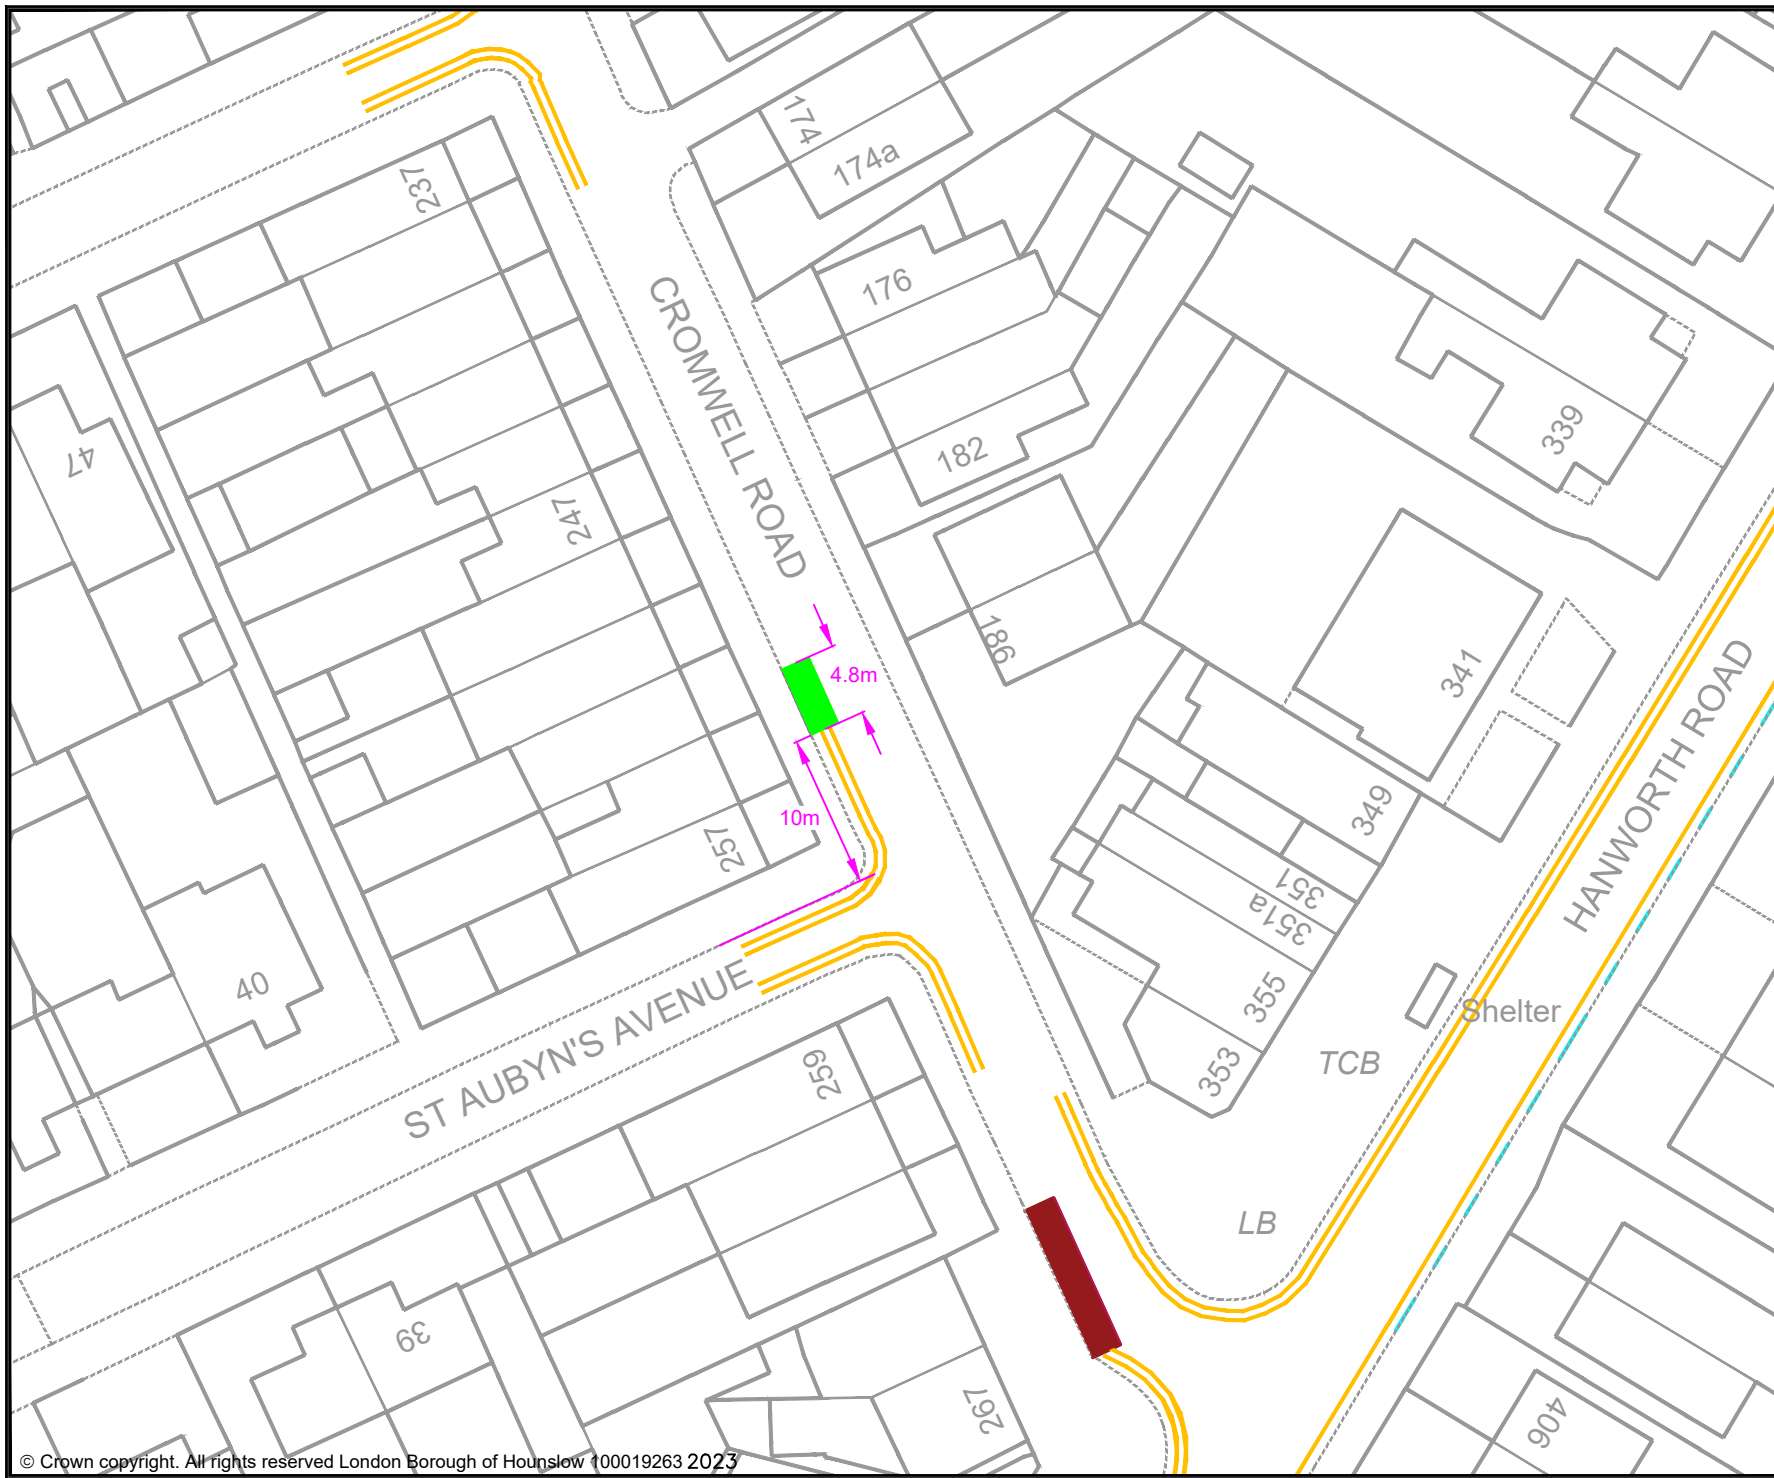 174
174a
237
CROMWELL ROAD
176
47
339
182
247
186
341
4.8m
HANWORTH ROAD
349
10m
257
351
351a
40
355
Shelter
ST AUBYN'S AVENUE
TCB
353
259
LB
39
267
406
© Crown copyright. All rights reserved London Borough of Hounslow 100019263 2023